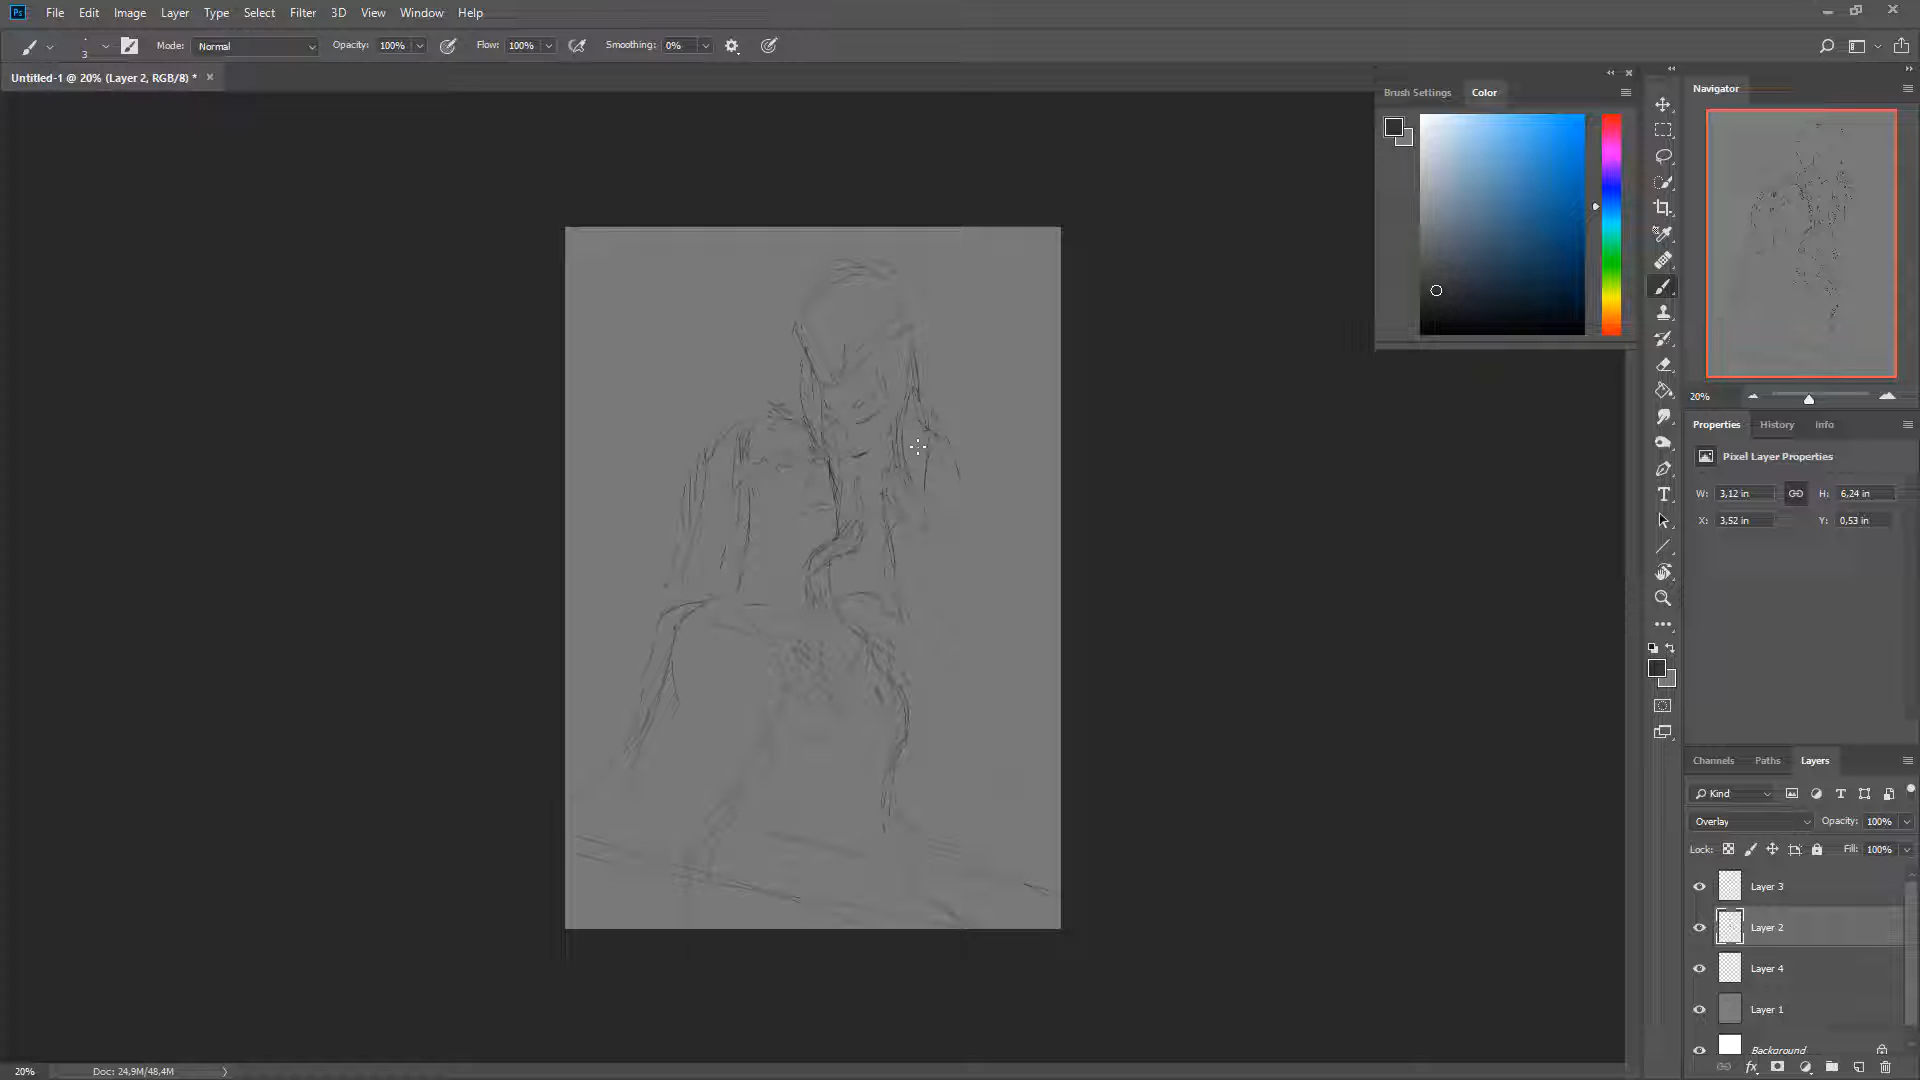 Ps File Edit Image Layer Type Select Filter 3D View Window Help
3 Mode: Normal Opacity: 100% Flow: 100% Smoothing: 0%
Untitled-1 @ 20% (Layer 2, RGB/8) * ×
Brush Settings Color
Navigator
20%
Properties History Info
Pixel Layer Properties
W: 3,12 in H: 6,24 in
X: 3,52 in Y: 0,53 in
Channels Paths Layers
Kind
Overlay Opacity: 100%
Lock: Fill: 100%
Layer 3
Layer 2
Layer 4
Layer 1
Background
20% Doc: 24,9M/48,4M